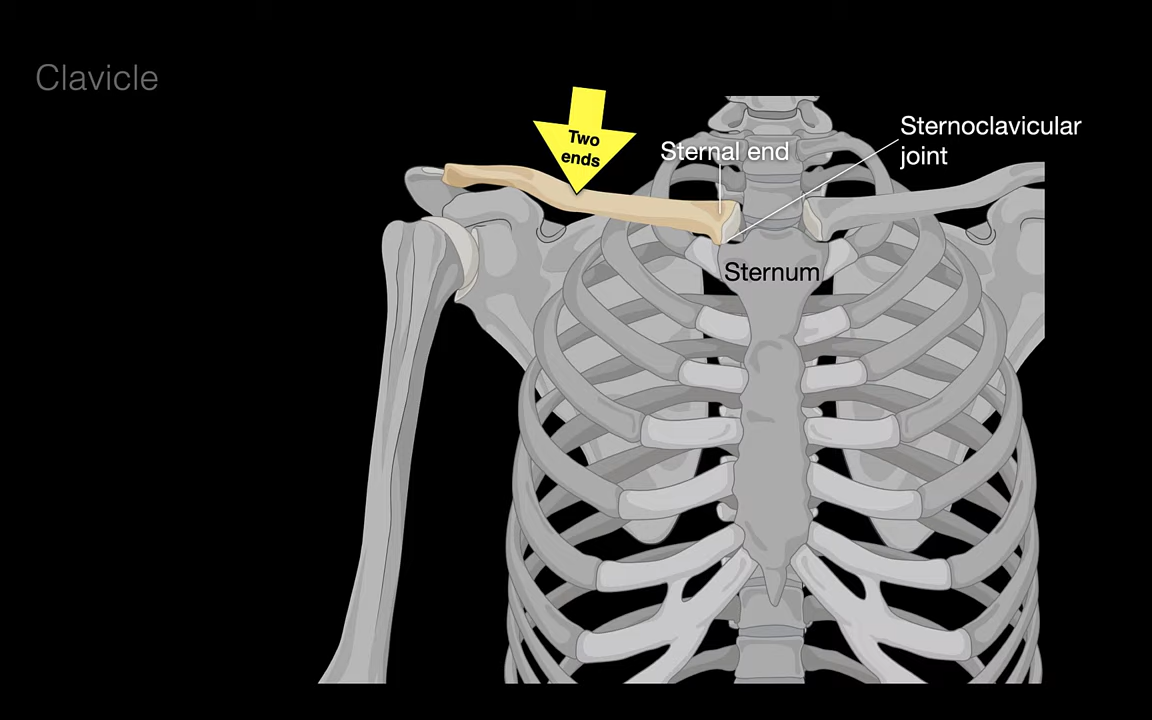 Clavicle
Two
ends
Sternal end
Sternoclavicular
joint
Sternum